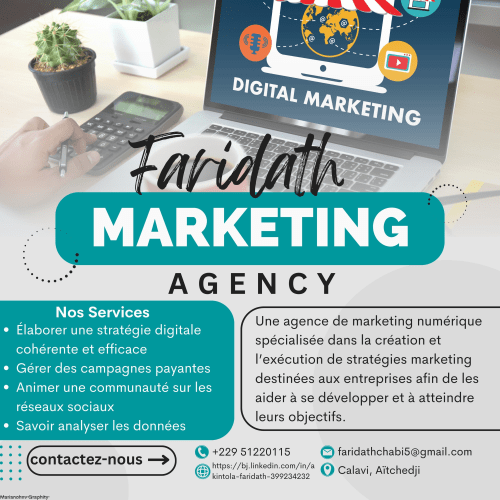 DIGITAL MARKETING
Faridath
MARKETING
AGENCY
Nos Services
• Élaborer une stratégie digitale
cohérente et efficace
• Gérer des campagnes payantes
• Animer une communauté sur les
réseaux sociaux
• Savoir analyser les données
Une agence de marketing numérique
spécialisée dans la création et
l'exécution de stratégies marketing
destinées aux entreprises afin de les
aider à se développer et à atteindre
leurs objectifs.
contactez-nous
+229 51220115
https://bj.linkedin.com/in/a
kintola-faridath-399234232
faridathchabi5@gmail.com
Calavi, Aïtchedji